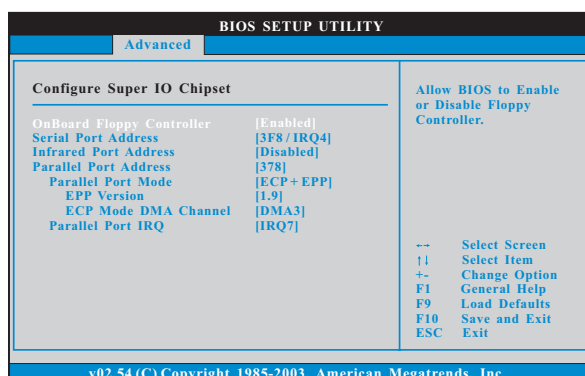 BIOS SETUP UTILITY
Advanced
Configure Super IO Chipset
OnBoard Floppy Controller [Enabled]
Serial Port Address [3F8 / IRQ4]
Infrared Port Address [Disabled]
Parallel Port Address [378]
Parallel Port Mode [ECP + EPP]
EPP Version [1.9]
ECP Mode DMA Channel [DMA3]
Parallel Port IRQ [IRQ7]
Allow BIOS to Enable
or Disable Floppy
Controller.
←→ Select Screen
↑↓ Select Item
+- Change Option
F1 General Help
F9 Load Defaults
F10 Save and Exit
ESC Exit
v02.54 (C) Copyright 1985-2003, American Megatrends, Inc.